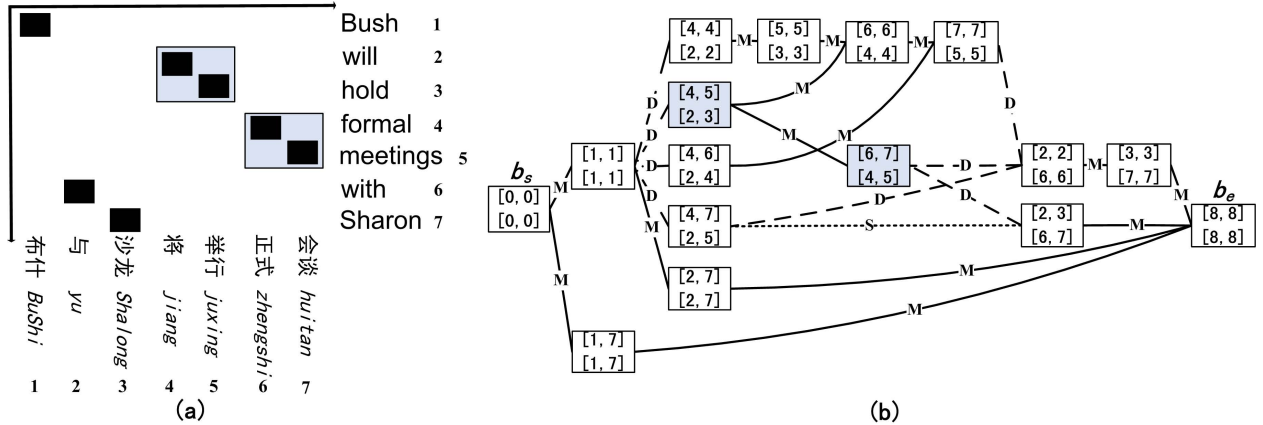 Bush 1
will 2
hold 3
formal 4
meetings 5
with 6
Sharon 7
布什 与 沙龙 将 举行 正式 会谈
BuShi yu Shalong jiang juxing zhengshi huitan
1 2 3 4 5 6 7
(a)
[4, 4] M [5, 5] M [6, 6] M [7, 7]
[2, 2] [3, 3] [4, 4] [5, 5]
D [4, 5] M D
[2, 3]
D M M
[1, 1] D [4, 6] [6, 7] D [2, 2] M [3, 3]
[1, 1] [2, 4] [4, 5] [6, 6] [7, 7]
bs M D D D M be
[0, 0] [4, 7] S [2, 3] M [8, 8]
[0, 0] M [2, 5] [6, 7] [8, 8]
M [2, 7] M
[2, 7]
M
[1, 7]
[1, 7]
(b)